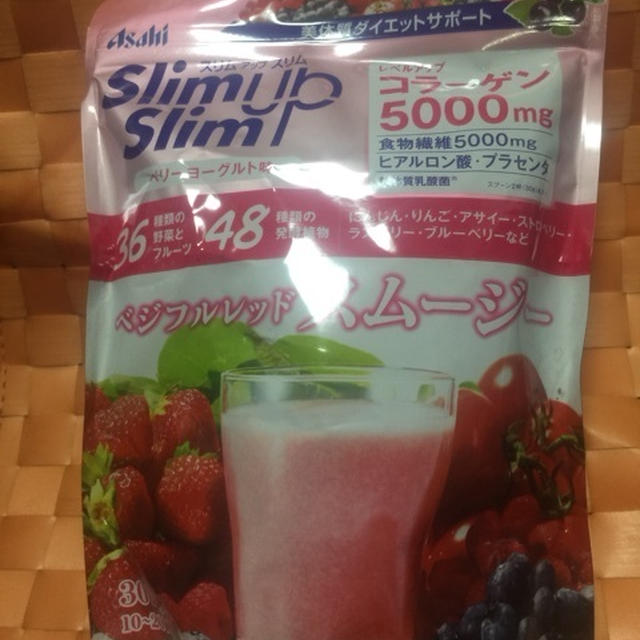 Asahi
美体質ダイエットサポート
スリムアップスリム
Slim up
Slim
レベルアップ
コラーゲン
5000mg
食物繊維5000mg
ヒアルロン酸・プラセンタ
ベリーヨーグルト味
質乳酸菌
36 種類の野菜とフルーツ
48 種類の
にんじん・りんご・アサイー・ストロベリー・
ラズベリー・ブルーベリーなど
ベジフルレッド スムージー